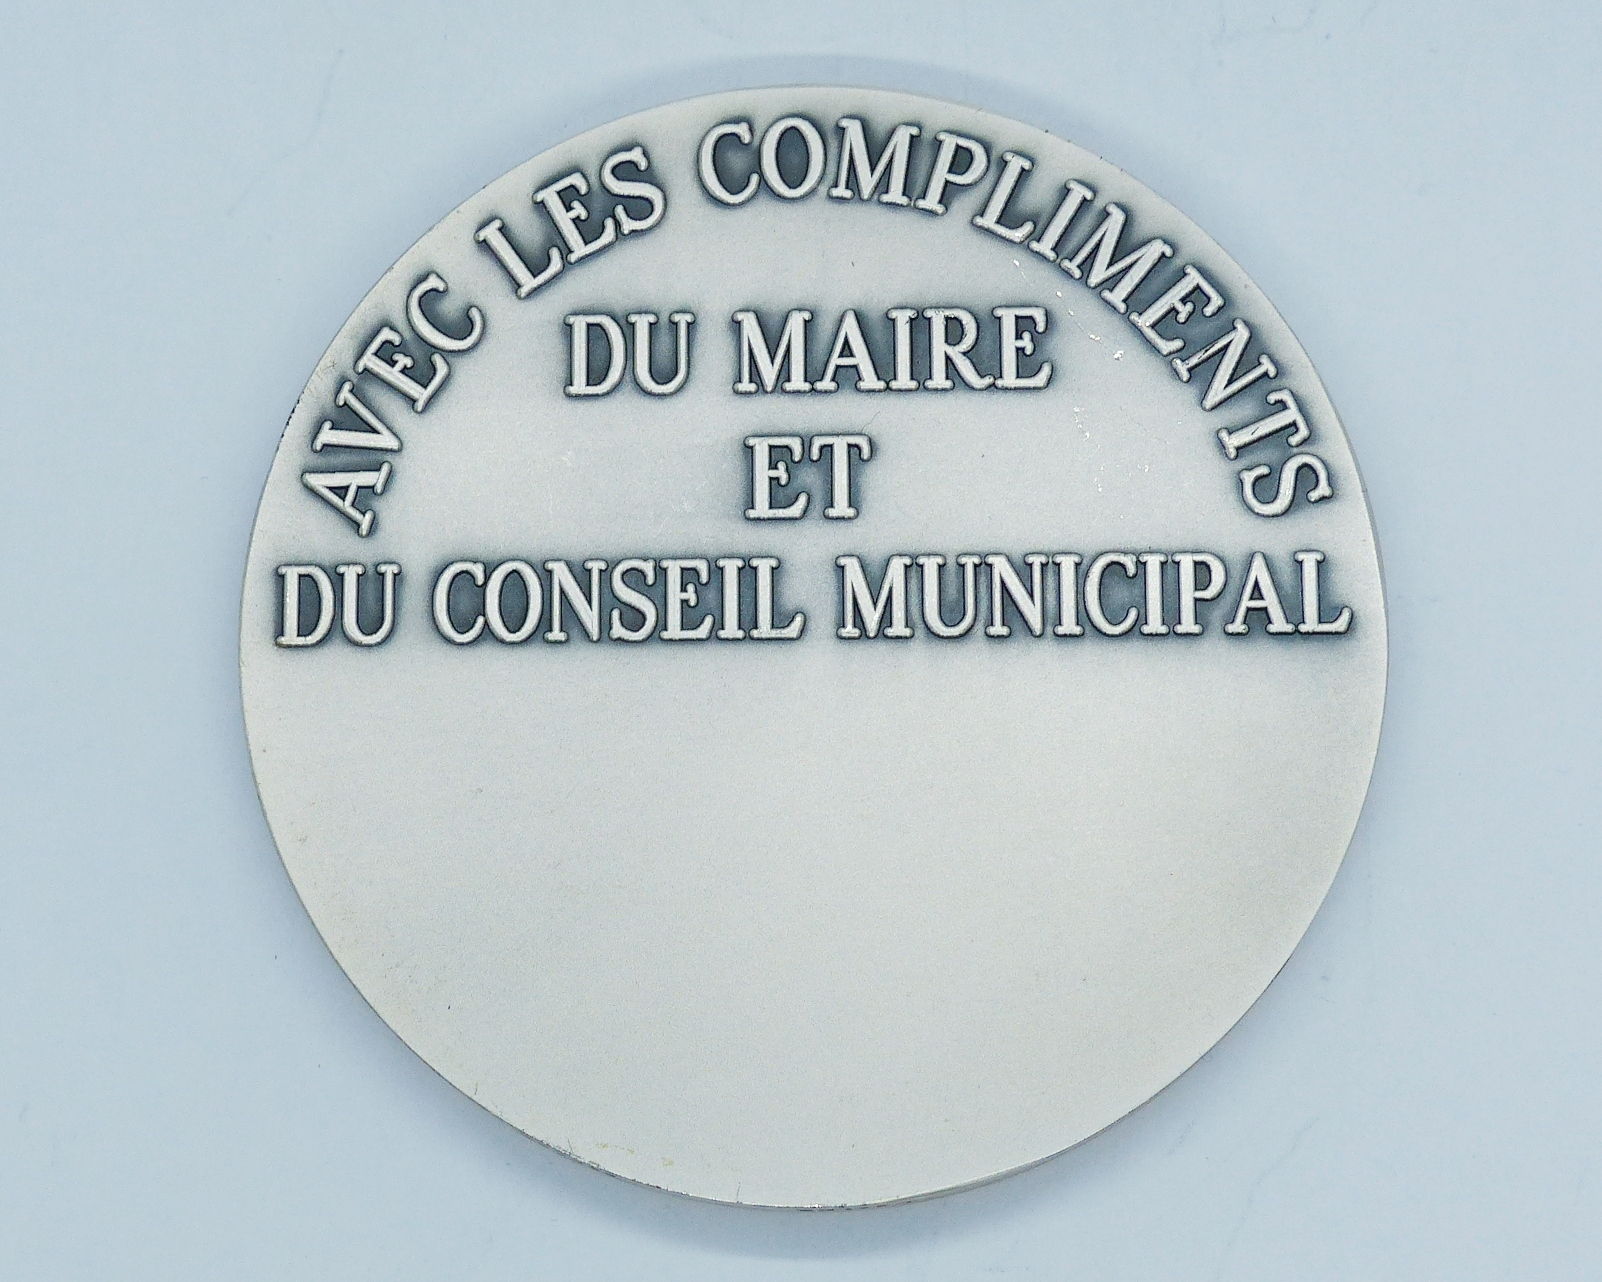 AVEC LES COMPLIMENTS
DU MAIRE
ET
DU CONSEIL MUNICIPAL